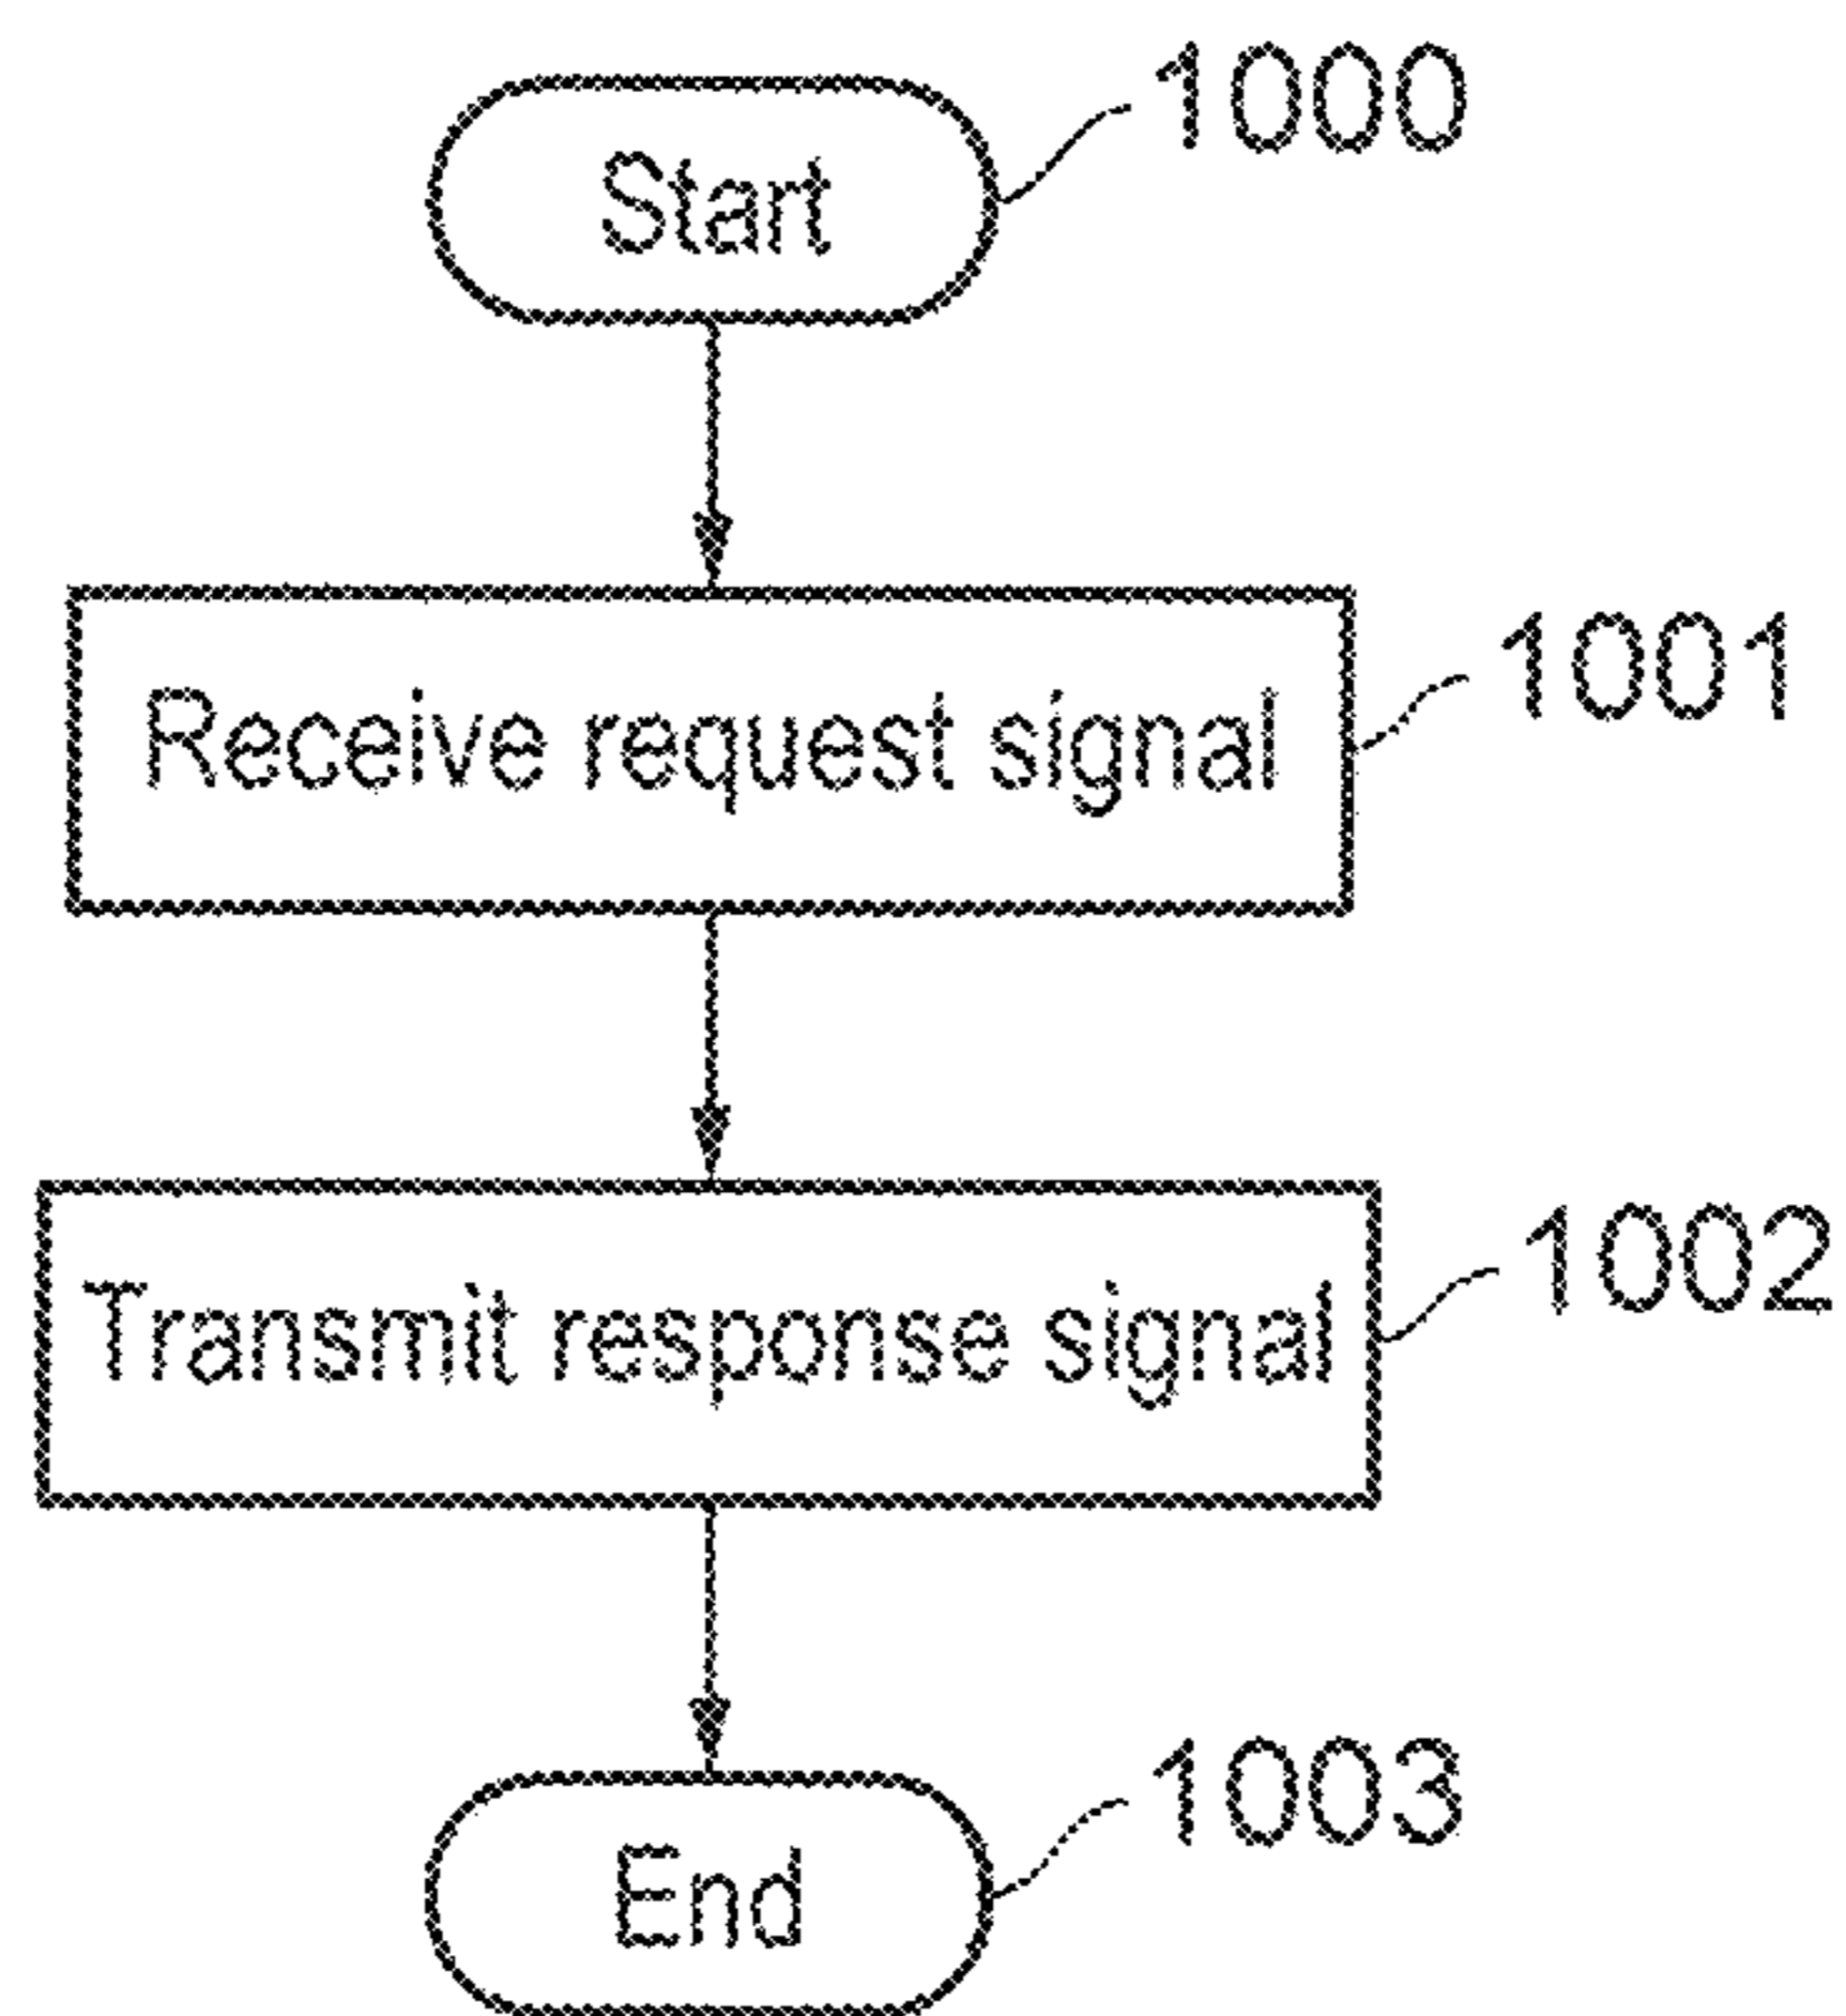 1000
Start
1001
Receive request signal
1002
Transmit response signal
1003
End